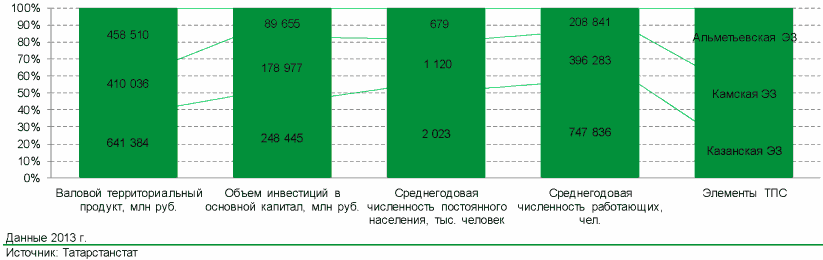 100%
90%
80%
70%
60%
50%
40%
30%
20%
10%
0%
458 510
410 036
641 384
89 655
178 977
248 445
679
1 120
2 023
208 841
396 283
747 836
Альметьевская ЭЗ
Камская ЭЗ
Казанская ЭЗ
Валовой территориальный
продукт, млн руб.
Объем инвестиций в
основной капитал, млн руб.
Среднегодовая
численность постоянного
населения, тыс. человек
Среднегодовая
численность работающих,
чел.
Элементы ТПС
Данные 2013 г.
Источник: Татарстанстат